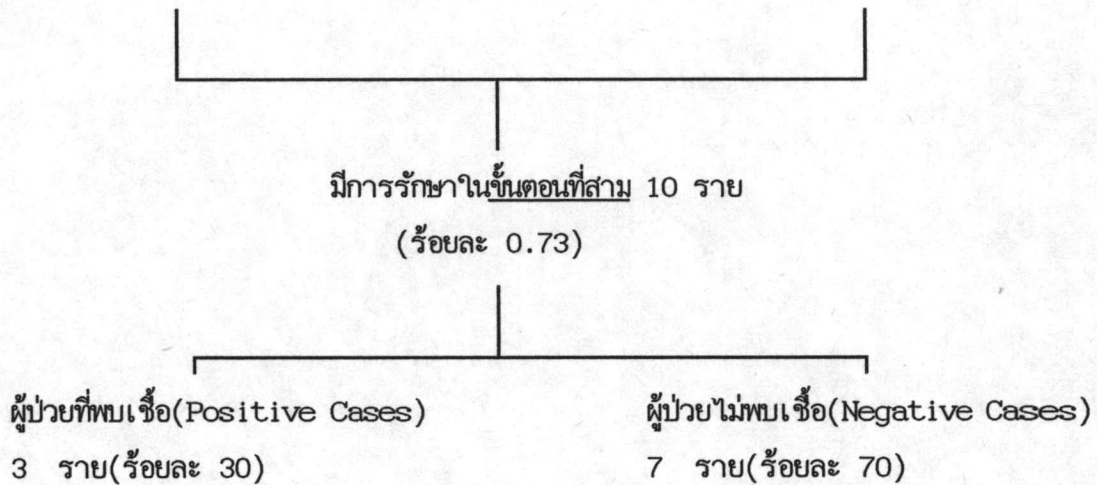 มีการรักษาในขั้นตอนที่สาม 10 ราย
(ร้อยละ 0.73)
ผู้ป่วยที่พบเชื้อ(Positive Cases)
3 ราย(ร้อยละ 30)
ผู้ป่วยไม่พบเชื้อ(Negative Cases)
7 ราย(ร้อยละ 70)